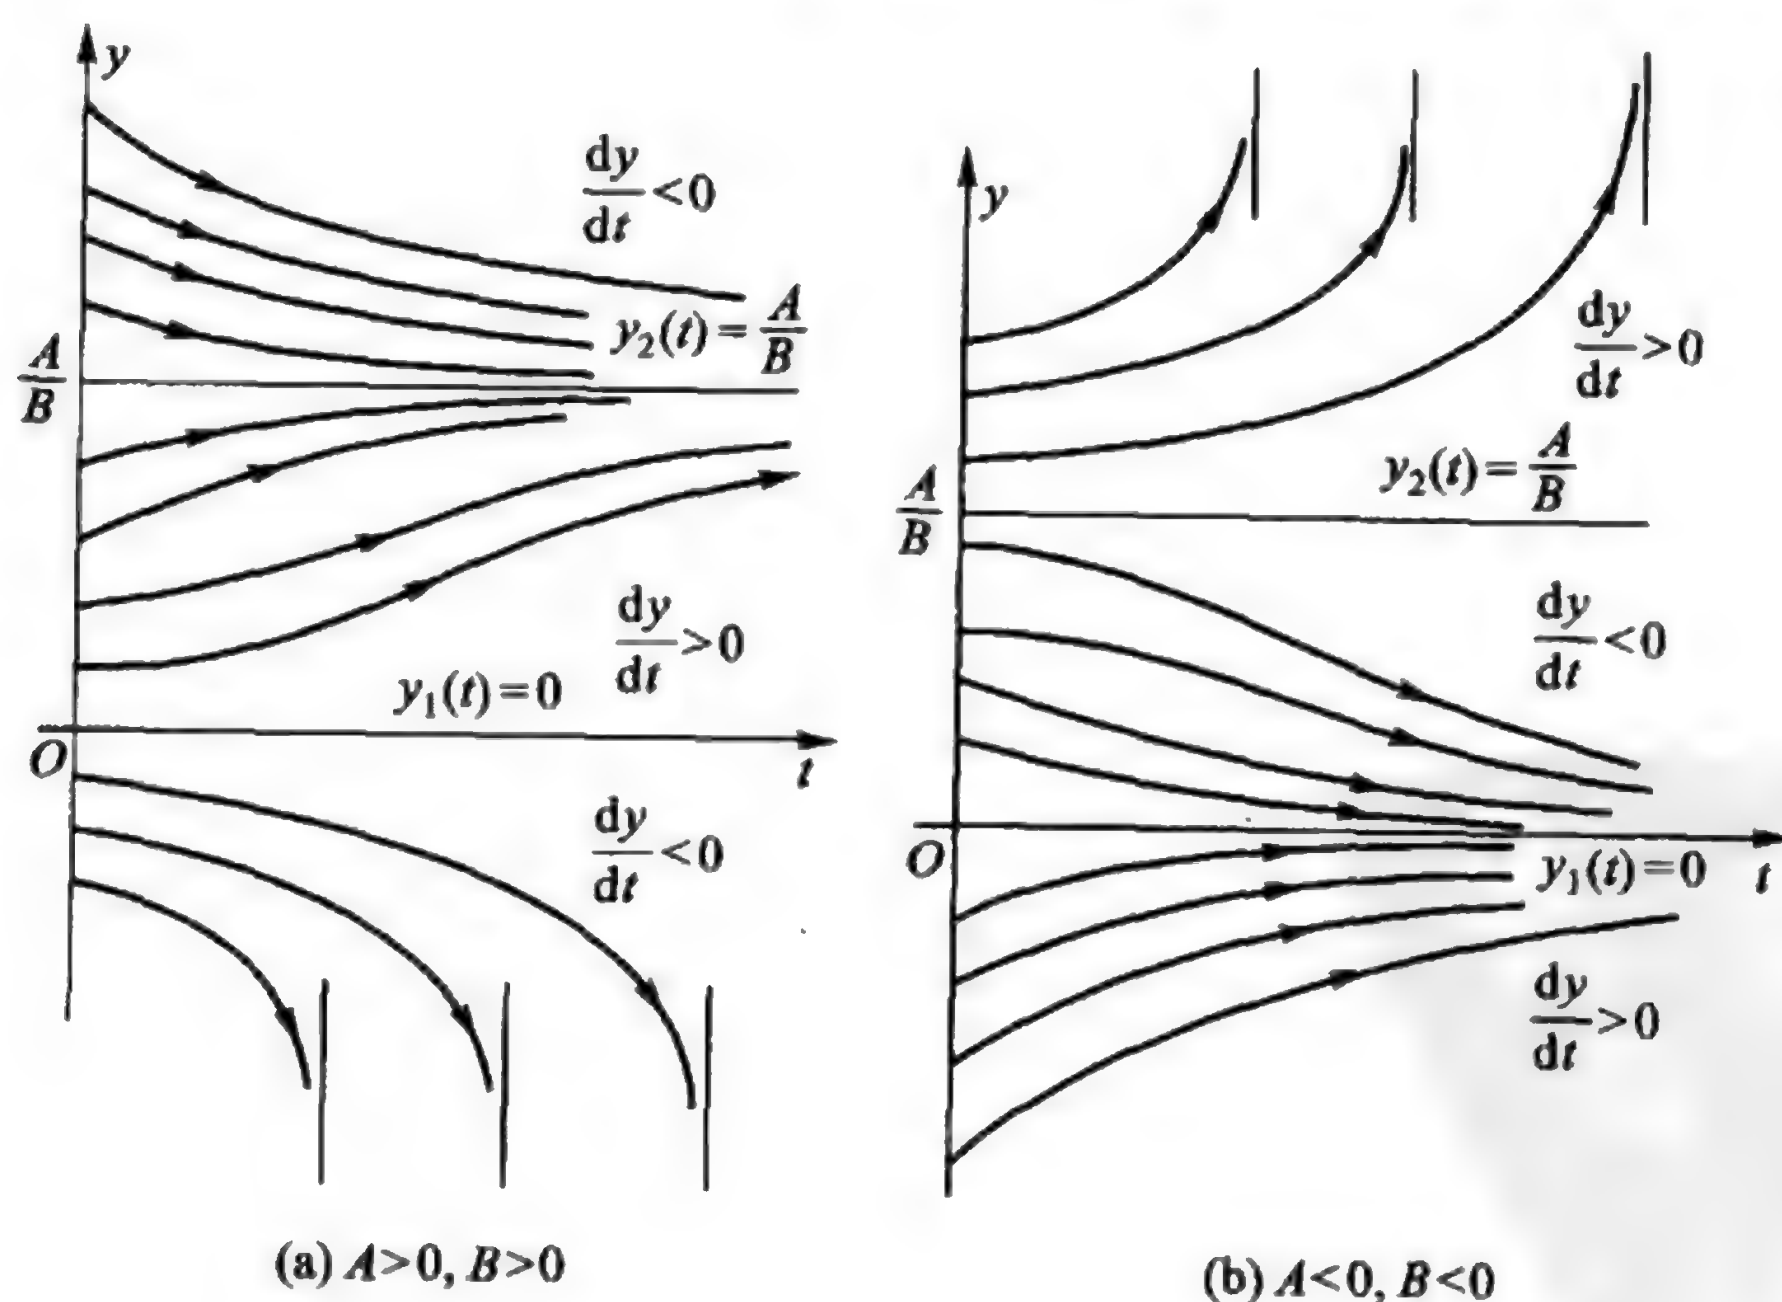 y
dy/dt<0
y₂(t)=A/B
A/B
dy/dt>0
y₁(t)=0
O
t
dy/dt<0
(a) A>0, B>0
y
dy/dt>0
y₂(t)=A/B
A/B
dy/dt<0
O
y₁(t)=0
t
dy/dt>0
(b) A<0, B<0